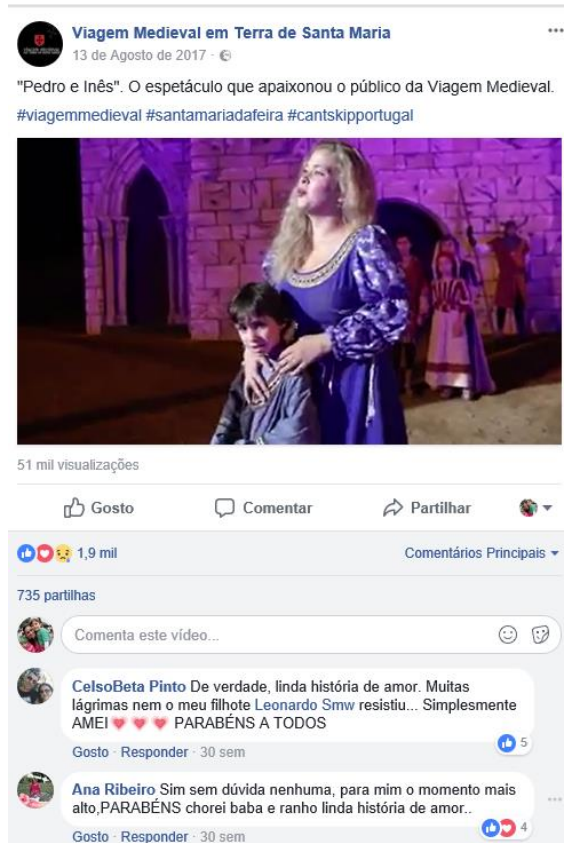 Viagem Medieval em Terra de Santa Maria
13 de Agosto de 2017 ·
"Pedro e Inês". O espetáculo que apaixonou o público da Viagem Medieval.
#viagemmedieval #santamariadafeira #cantskipportugal
51 mil visualizações
Gosto Comentar Partilhar
1,9 mil Comentários Principais
735 partilhas
Comenta este vídeo...
CelsoBeta Pinto De verdade, linda história de amor. Muitas
lágrimas nem o meu filhote Leonardo Smw resistiu... Simplesmente
AMEI PARABÉNS A TODOS
5
Gosto · Responder · 30 sem
Ana Ribeiro Sim sem dúvida nenhuma, para mim o momento mais
alto,PARABÉNS chorei baba e ranho linda história de amor..
4
Gosto · Responder · 30 sem